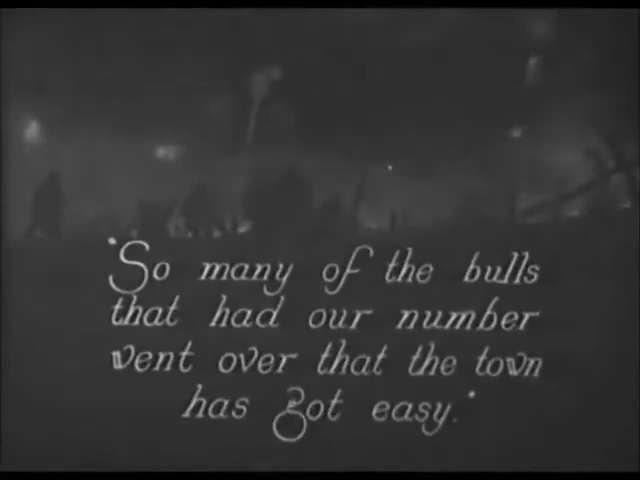 "So many of the bulls
that had our number
went over that the town
has got easy."